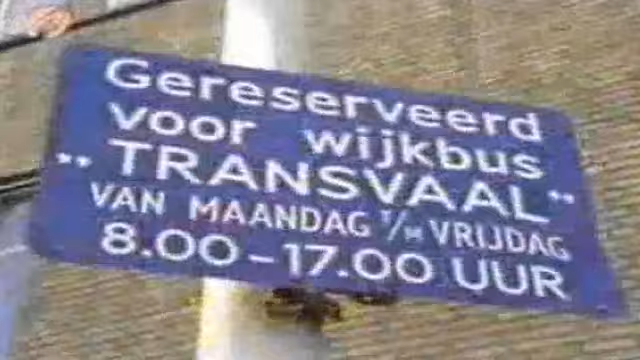 Gereserveerd
voor wijkbus
"TRANSVAAL"
VAN MAANDAG T/M VRIJDAG
8.00-17.00 UUR